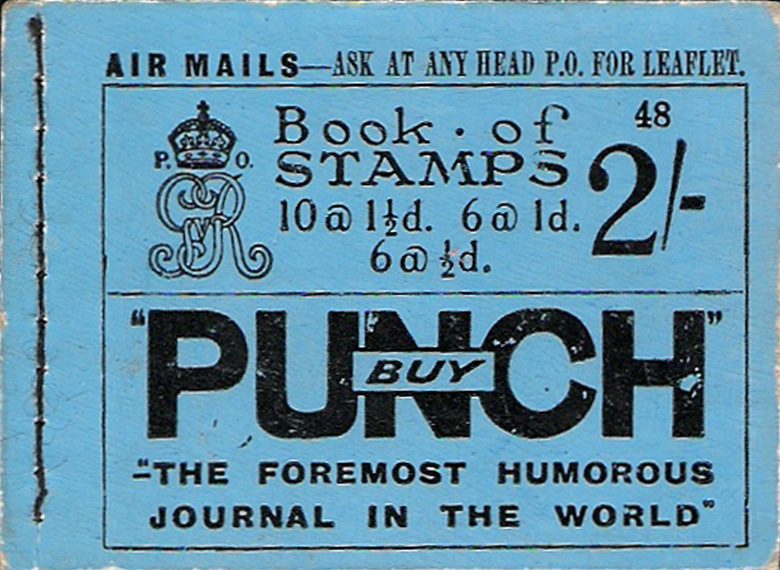 AIR MAILS—ASK AT ANY HEAD P.O. FOR LEAFLET.
P. O.
GRV
Book · of
STAMPS
48
2/-
10 @ 1½d. 6 @ 1d.
6 @ ½d.
"PUNCH"
BUY
"THE FOREMOST HUMOROUS
JOURNAL IN THE WORLD"